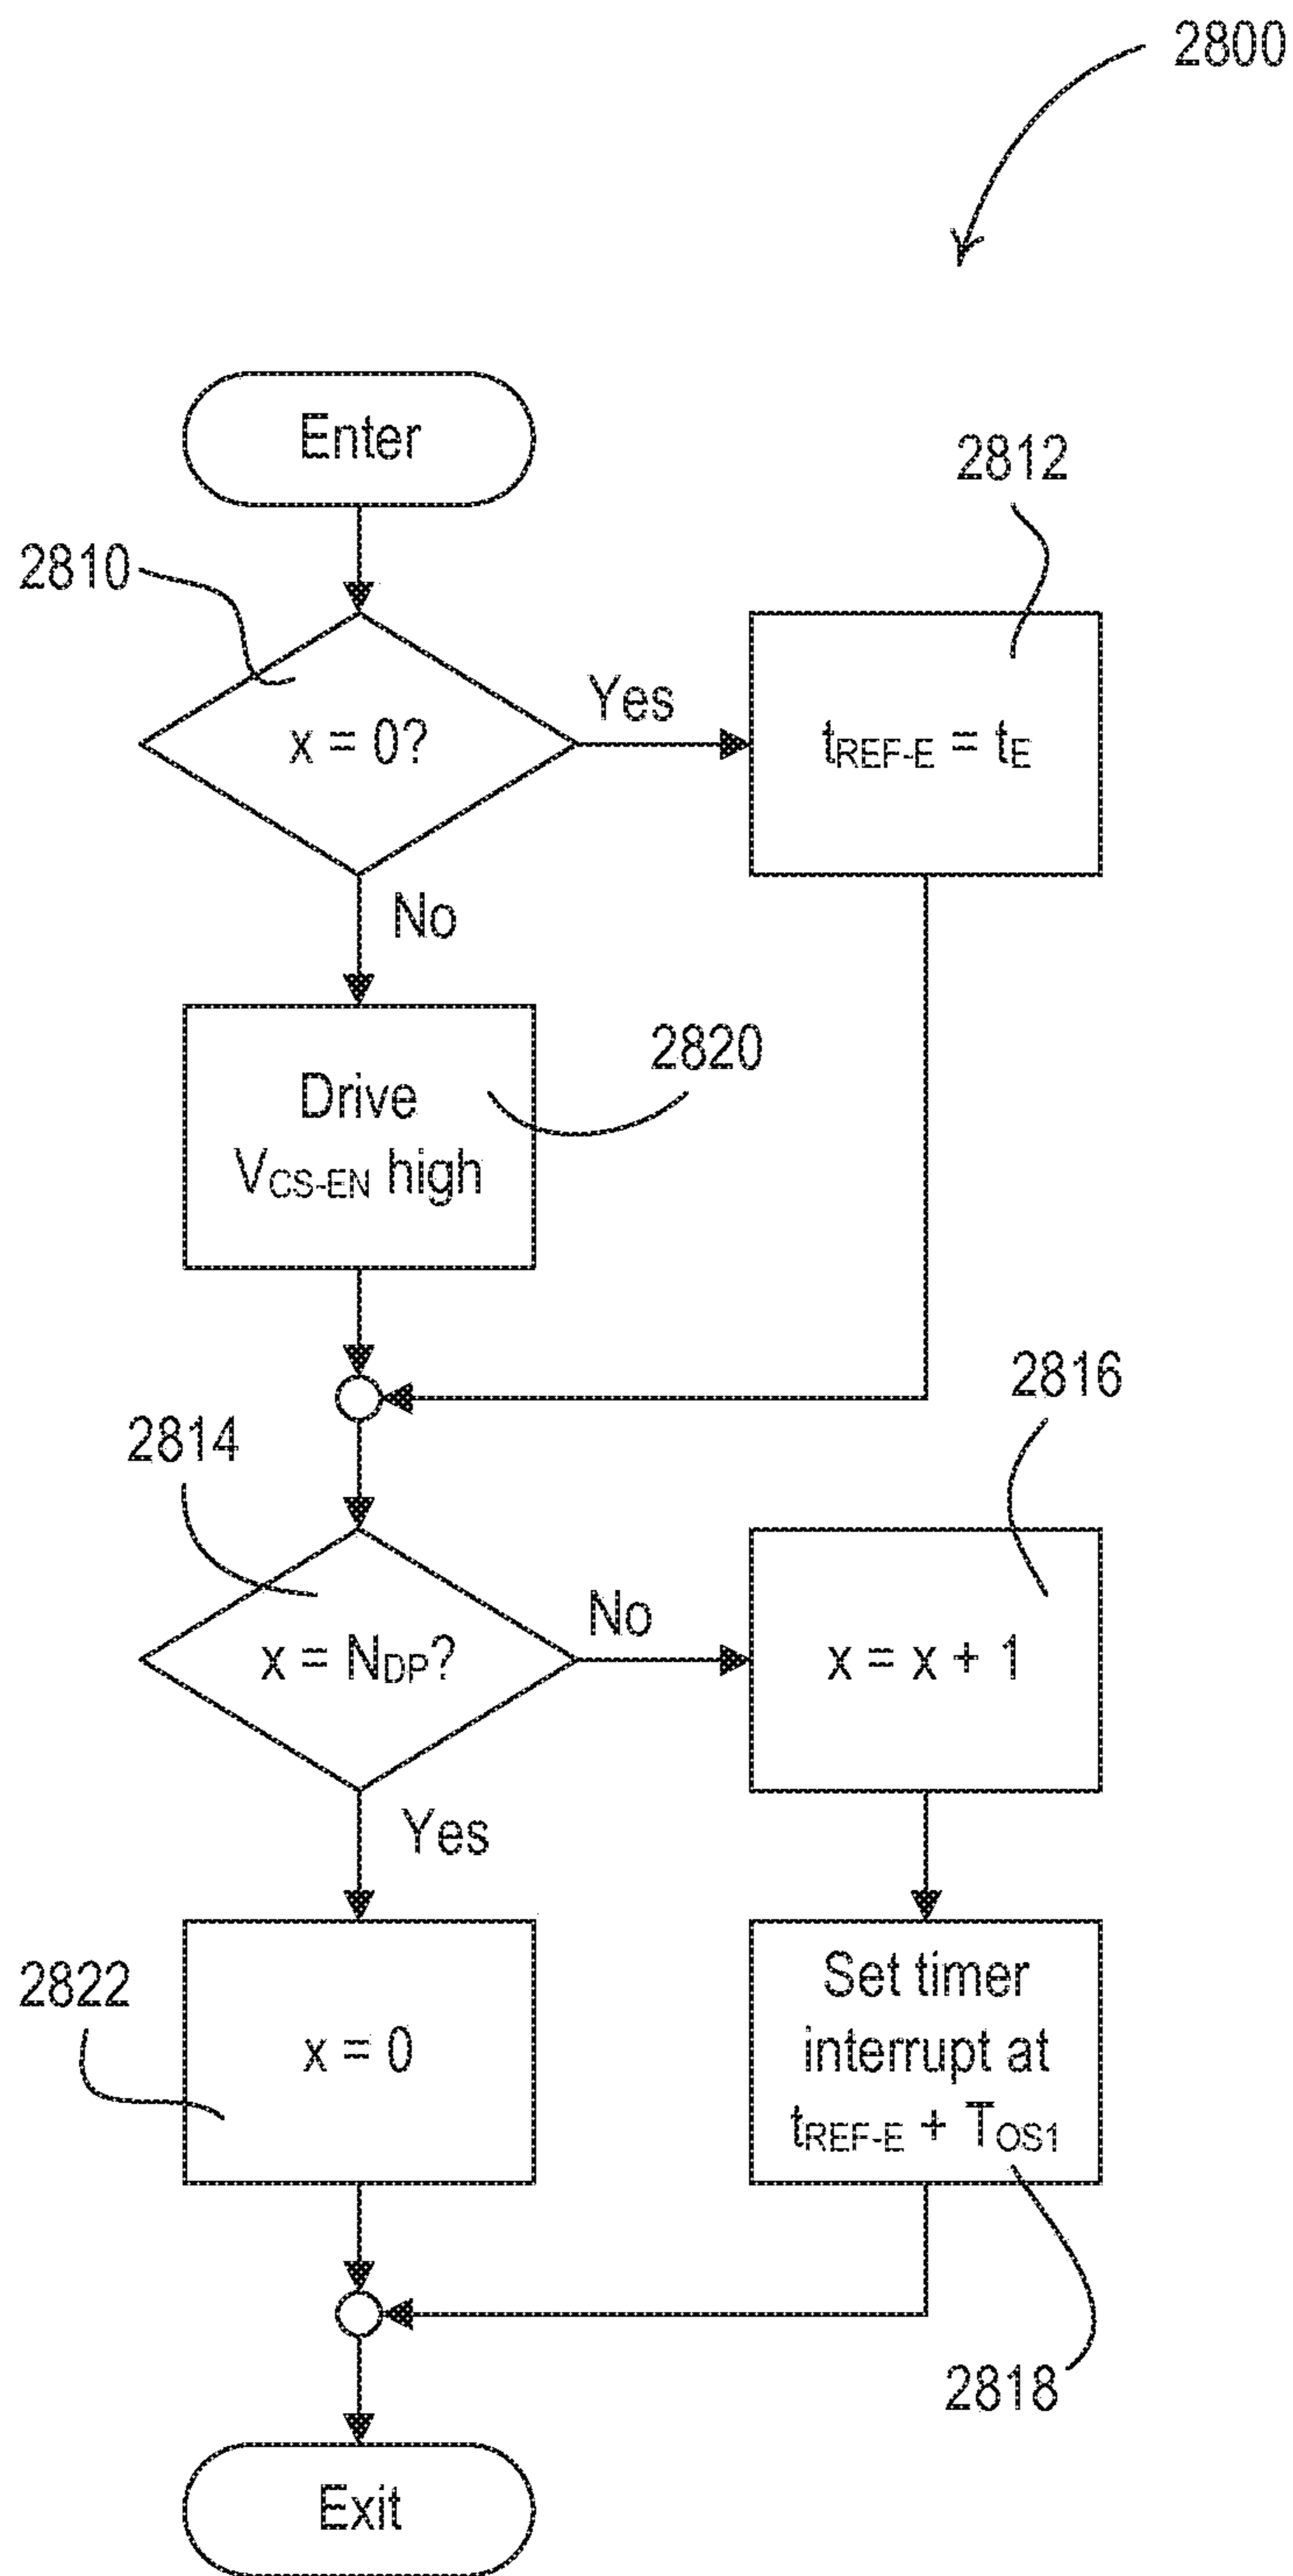 2800
Enter
2812
2810
Yes
x = 0?
tREF-E = tE
No
2820
Drive
VCS-EN high
2816
2814
No
x = NDP?
x = x + 1
Yes
Set timer
2822
interrupt at
x = 0
tREF-E + TOS1
2818
Exit